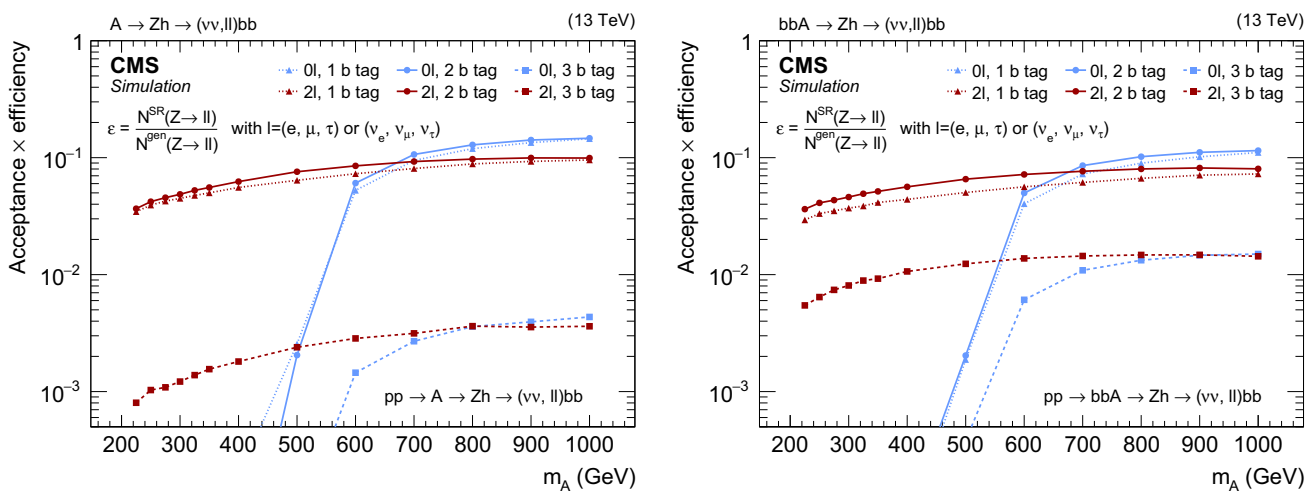 A → Zh → (νν,ll)bb
(13 TeV)
CMS
Simulation
0l, 1 b tag
0l, 2 b tag
0l, 3 b tag
2l, 1 b tag
2l, 2 b tag
2l, 3 b tag
ε = N^SR(Z→ ll) / N^gen(Z→ ll) with l=(e, μ, τ) or (ν_e, ν_μ, ν_τ)
Acceptance × efficiency
1
10^−1
10^−2
10^−3
pp → A → Zh → (νν, ll)bb
200 300 400 500 600 700 800 900 1000
m_A (GeV)
bbA → Zh → (νν,ll)bb
(13 TeV)
CMS
Simulation
0l, 1 b tag
0l, 2 b tag
0l, 3 b tag
2l, 1 b tag
2l, 2 b tag
2l, 3 b tag
ε = N^SR(Z→ ll) / N^gen(Z→ ll) with l=(e, μ, τ) or (ν_e, ν_μ, ν_τ)
Acceptance × efficiency
1
10^−1
10^−2
10^−3
pp → bbA → Zh → (νν, ll)bb
200 300 400 500 600 700 800 900 1000
m_A (GeV)